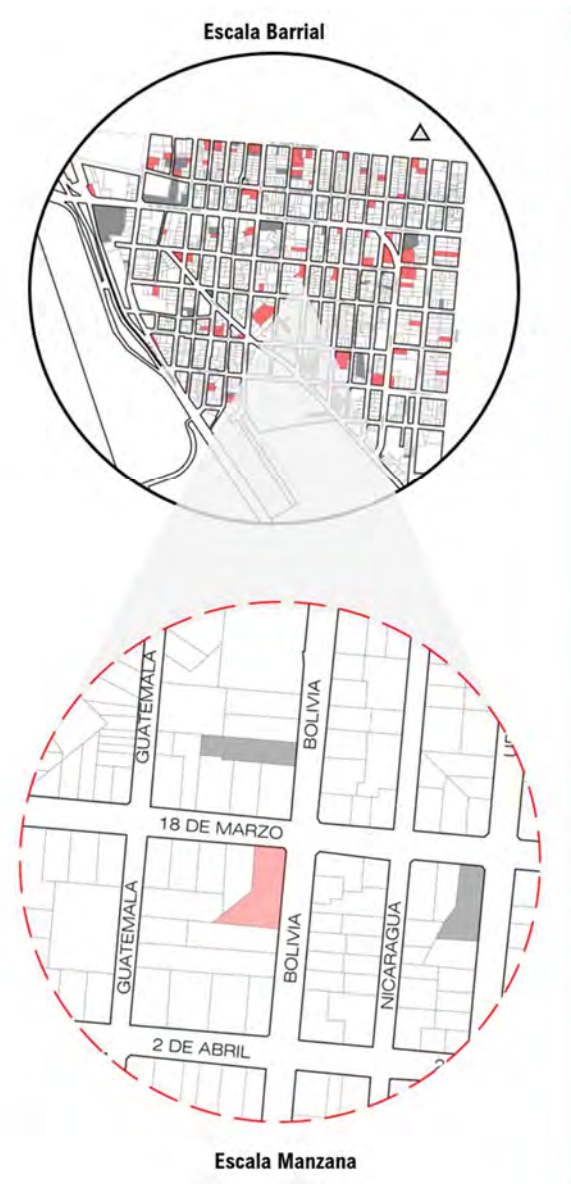 Escala Barrial
GUATEMALA
BOLIVIA
18 DE MARZO
GUATEMALA
BOLIVIA
NICARAGUA
2 DE ABRIL
Escala Manzana